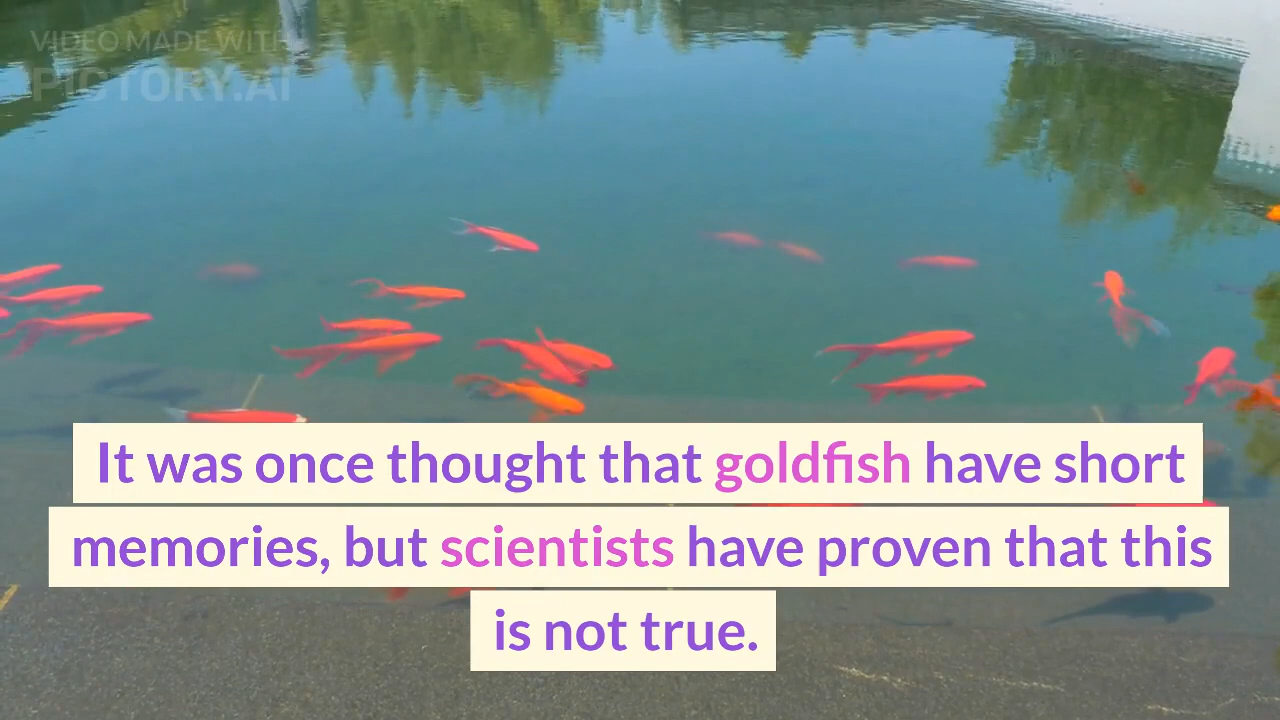 VIDEO MADE WITH
PICTORY.AI
It was once thought that goldfish have short
memories, but scientists have proven that this
is not true.